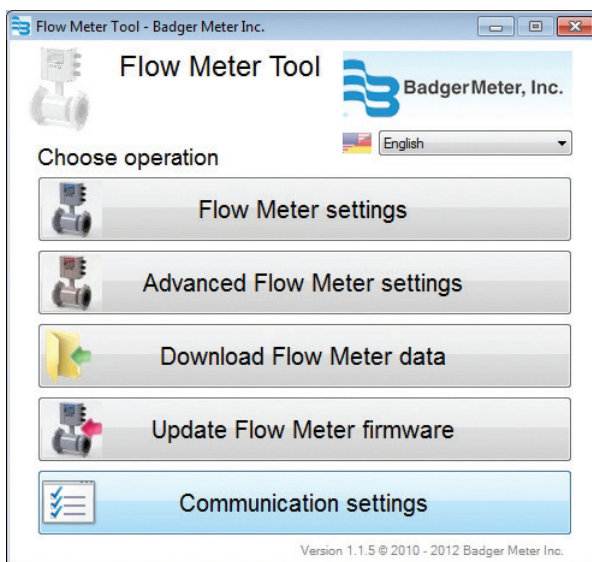 Flow Meter Tool - Badger Meter Inc.
Flow Meter Tool
BadgerMeter, Inc.
English
Choose operation
Flow Meter settings
Advanced Flow Meter settings
Download Flow Meter data
Update Flow Meter firmware
Communication settings
Version 1.1.5 © 2010 - 2012 Badger Meter Inc.